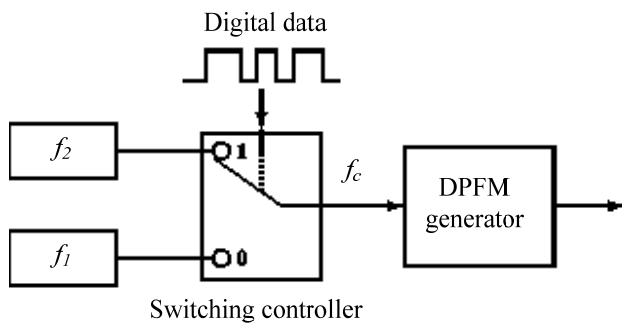 Digital data
f2
1
fc
DPFM
generator
f1
0
Switching controller